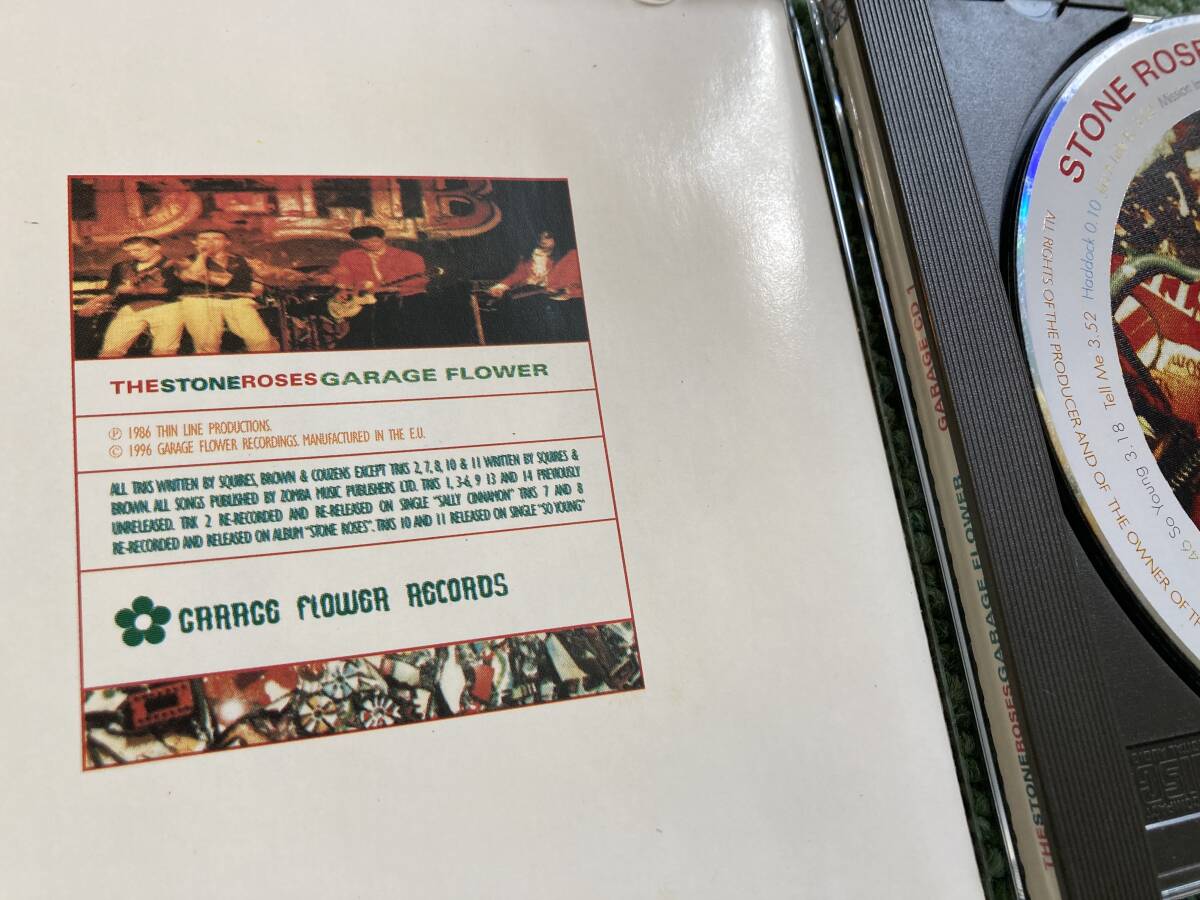 THESTONEROSESGARAGE FLOWER
℗ 1986 THIN LINE PRODUCTIONS.
© 1996 GARAGE FLOWER RECORDINGS. MANUFACTURED IN THE E.U.
ALL TRKS WRITTEN BY SQUIRES, BROWN & COUZENS EXCEPT TRKS 2, 7, 8, 10 & 11 WRITTEN BY SQUIRES &
BROWN. ALL SONGS PUBLISHED BY ZOMBA MUSIC PUBLISHERS LTD. TRKS 1, 3-6, 9 13 AND 14 PREVIOUSLY
UNRELEASED. TRK 2 RE-RECORDED AND RE-RELEASED ON SINGLE "SALLY CINNAMON" TRKS 7 AND 8
RE-RECORDED AND RELEASED ON ALBUM "STONE ROSES". TRKS 10 AND 11 RELEASED ON SINGLE "SO YOUNG"
GARAGE FLOWER RECORDS
THESTONEROSESGARAGE FLOWER
GARAGE CD 1
STONE ROSE
So Young 3.18 Tell Me 3.52 Haddock 0.10
Mission
ALL RIGHTS OF THE PRODUCER AND OF THE OWNER OF